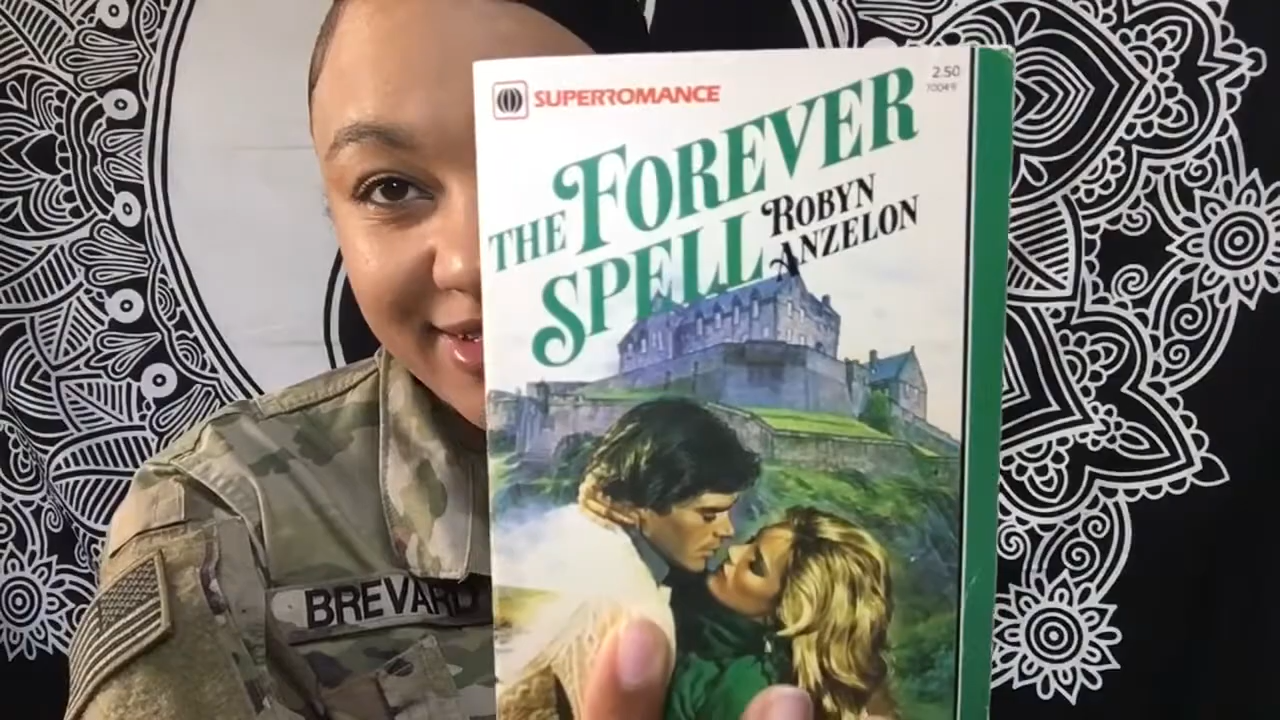 SUPERROMANCE
2.50
70049
THE FOREVER
SPELL
ROBYN
ANZELON
BREVARD